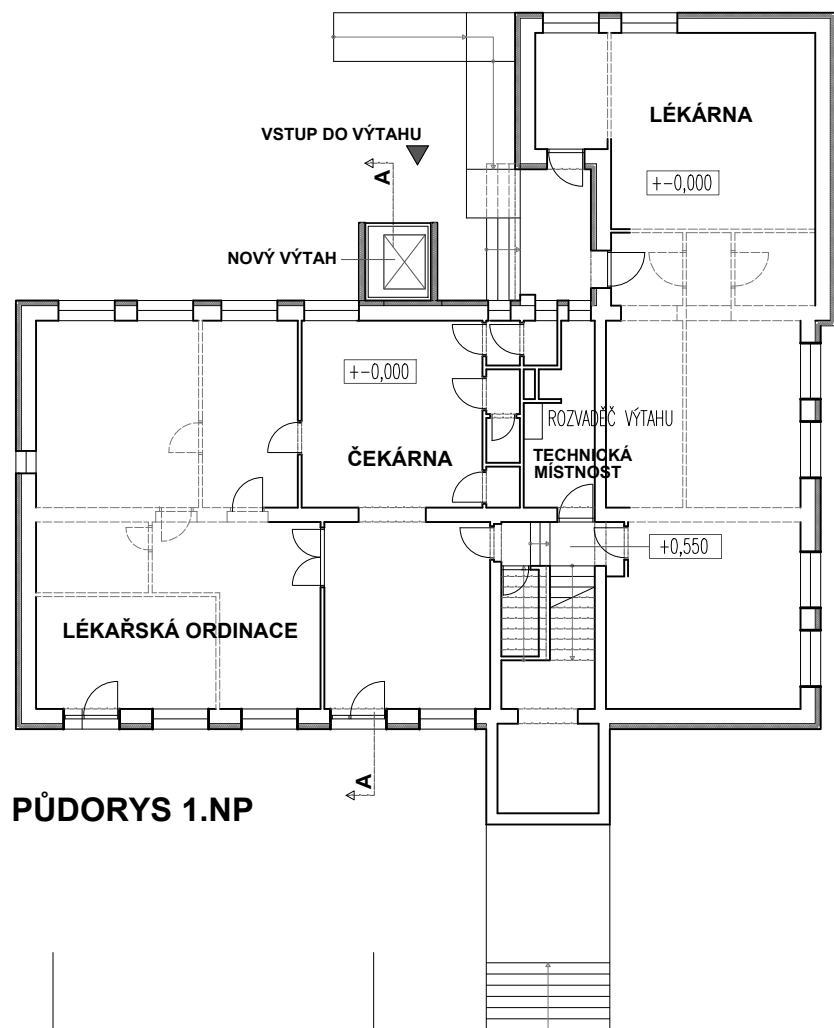 LÉKÁRNA
VSTUP DO VÝTAHU
A
+-0,000
NOVÝ VÝTAH
+-0,000
ROZVADĚČ VÝTAHU
ČEKÁRNA
TECHNICKÁ
MÍSTNOST
+0,550
LÉKAŘSKÁ ORDINACE
A
PŮDORYS 1.NP